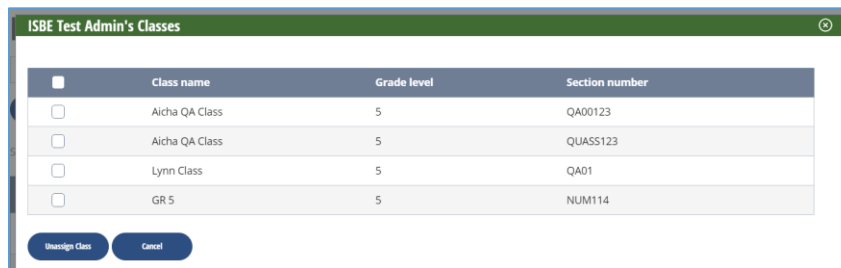 ISBE Test Admin's Classes
Class name Grade level Section number
Aicha QA Class 5 QA00123
Aicha QA Class 5 QUASS123
Lynn Class 5 QA01
GR 5 5 NUM114
Unassign Class Cancel